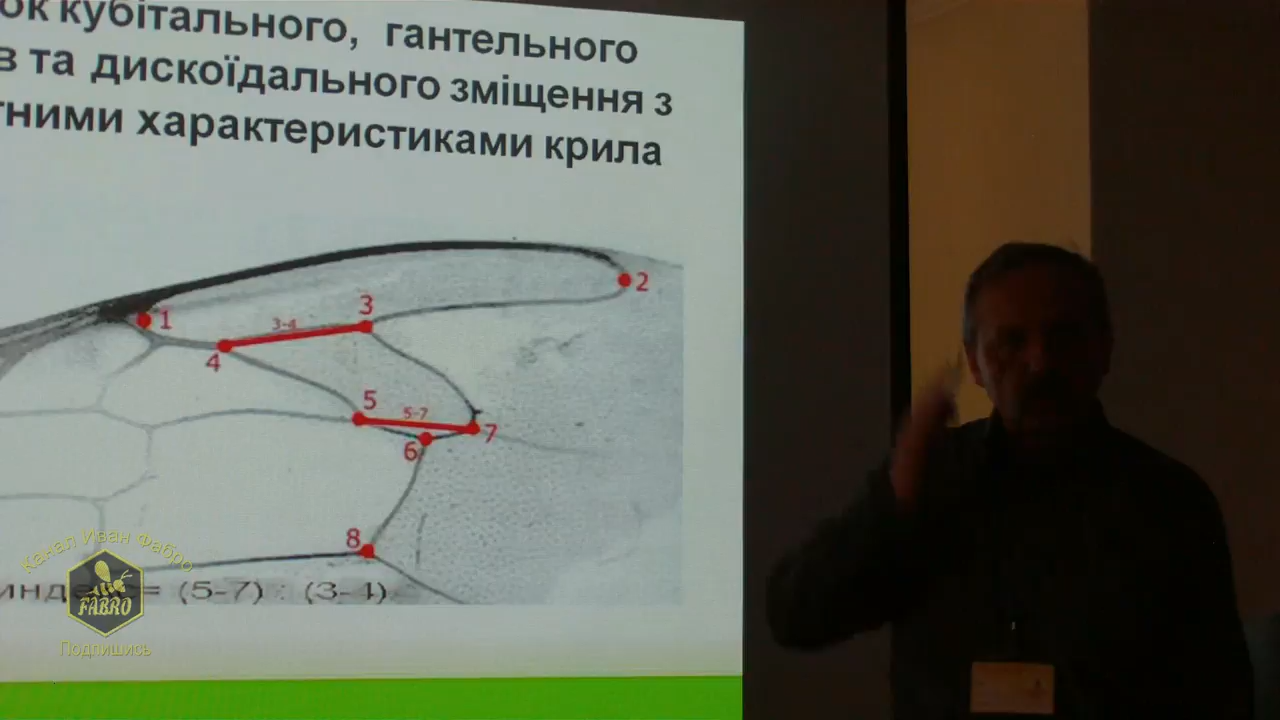 ок кубітального, гантельного
в та дискоїдального зміщення з
тними характеристиками крила
1
2
3
3-4
4
5
5-7
6
7
8
= (5-7) : (3-4)
Канал Иван Фабро
FABRO
Подпишись